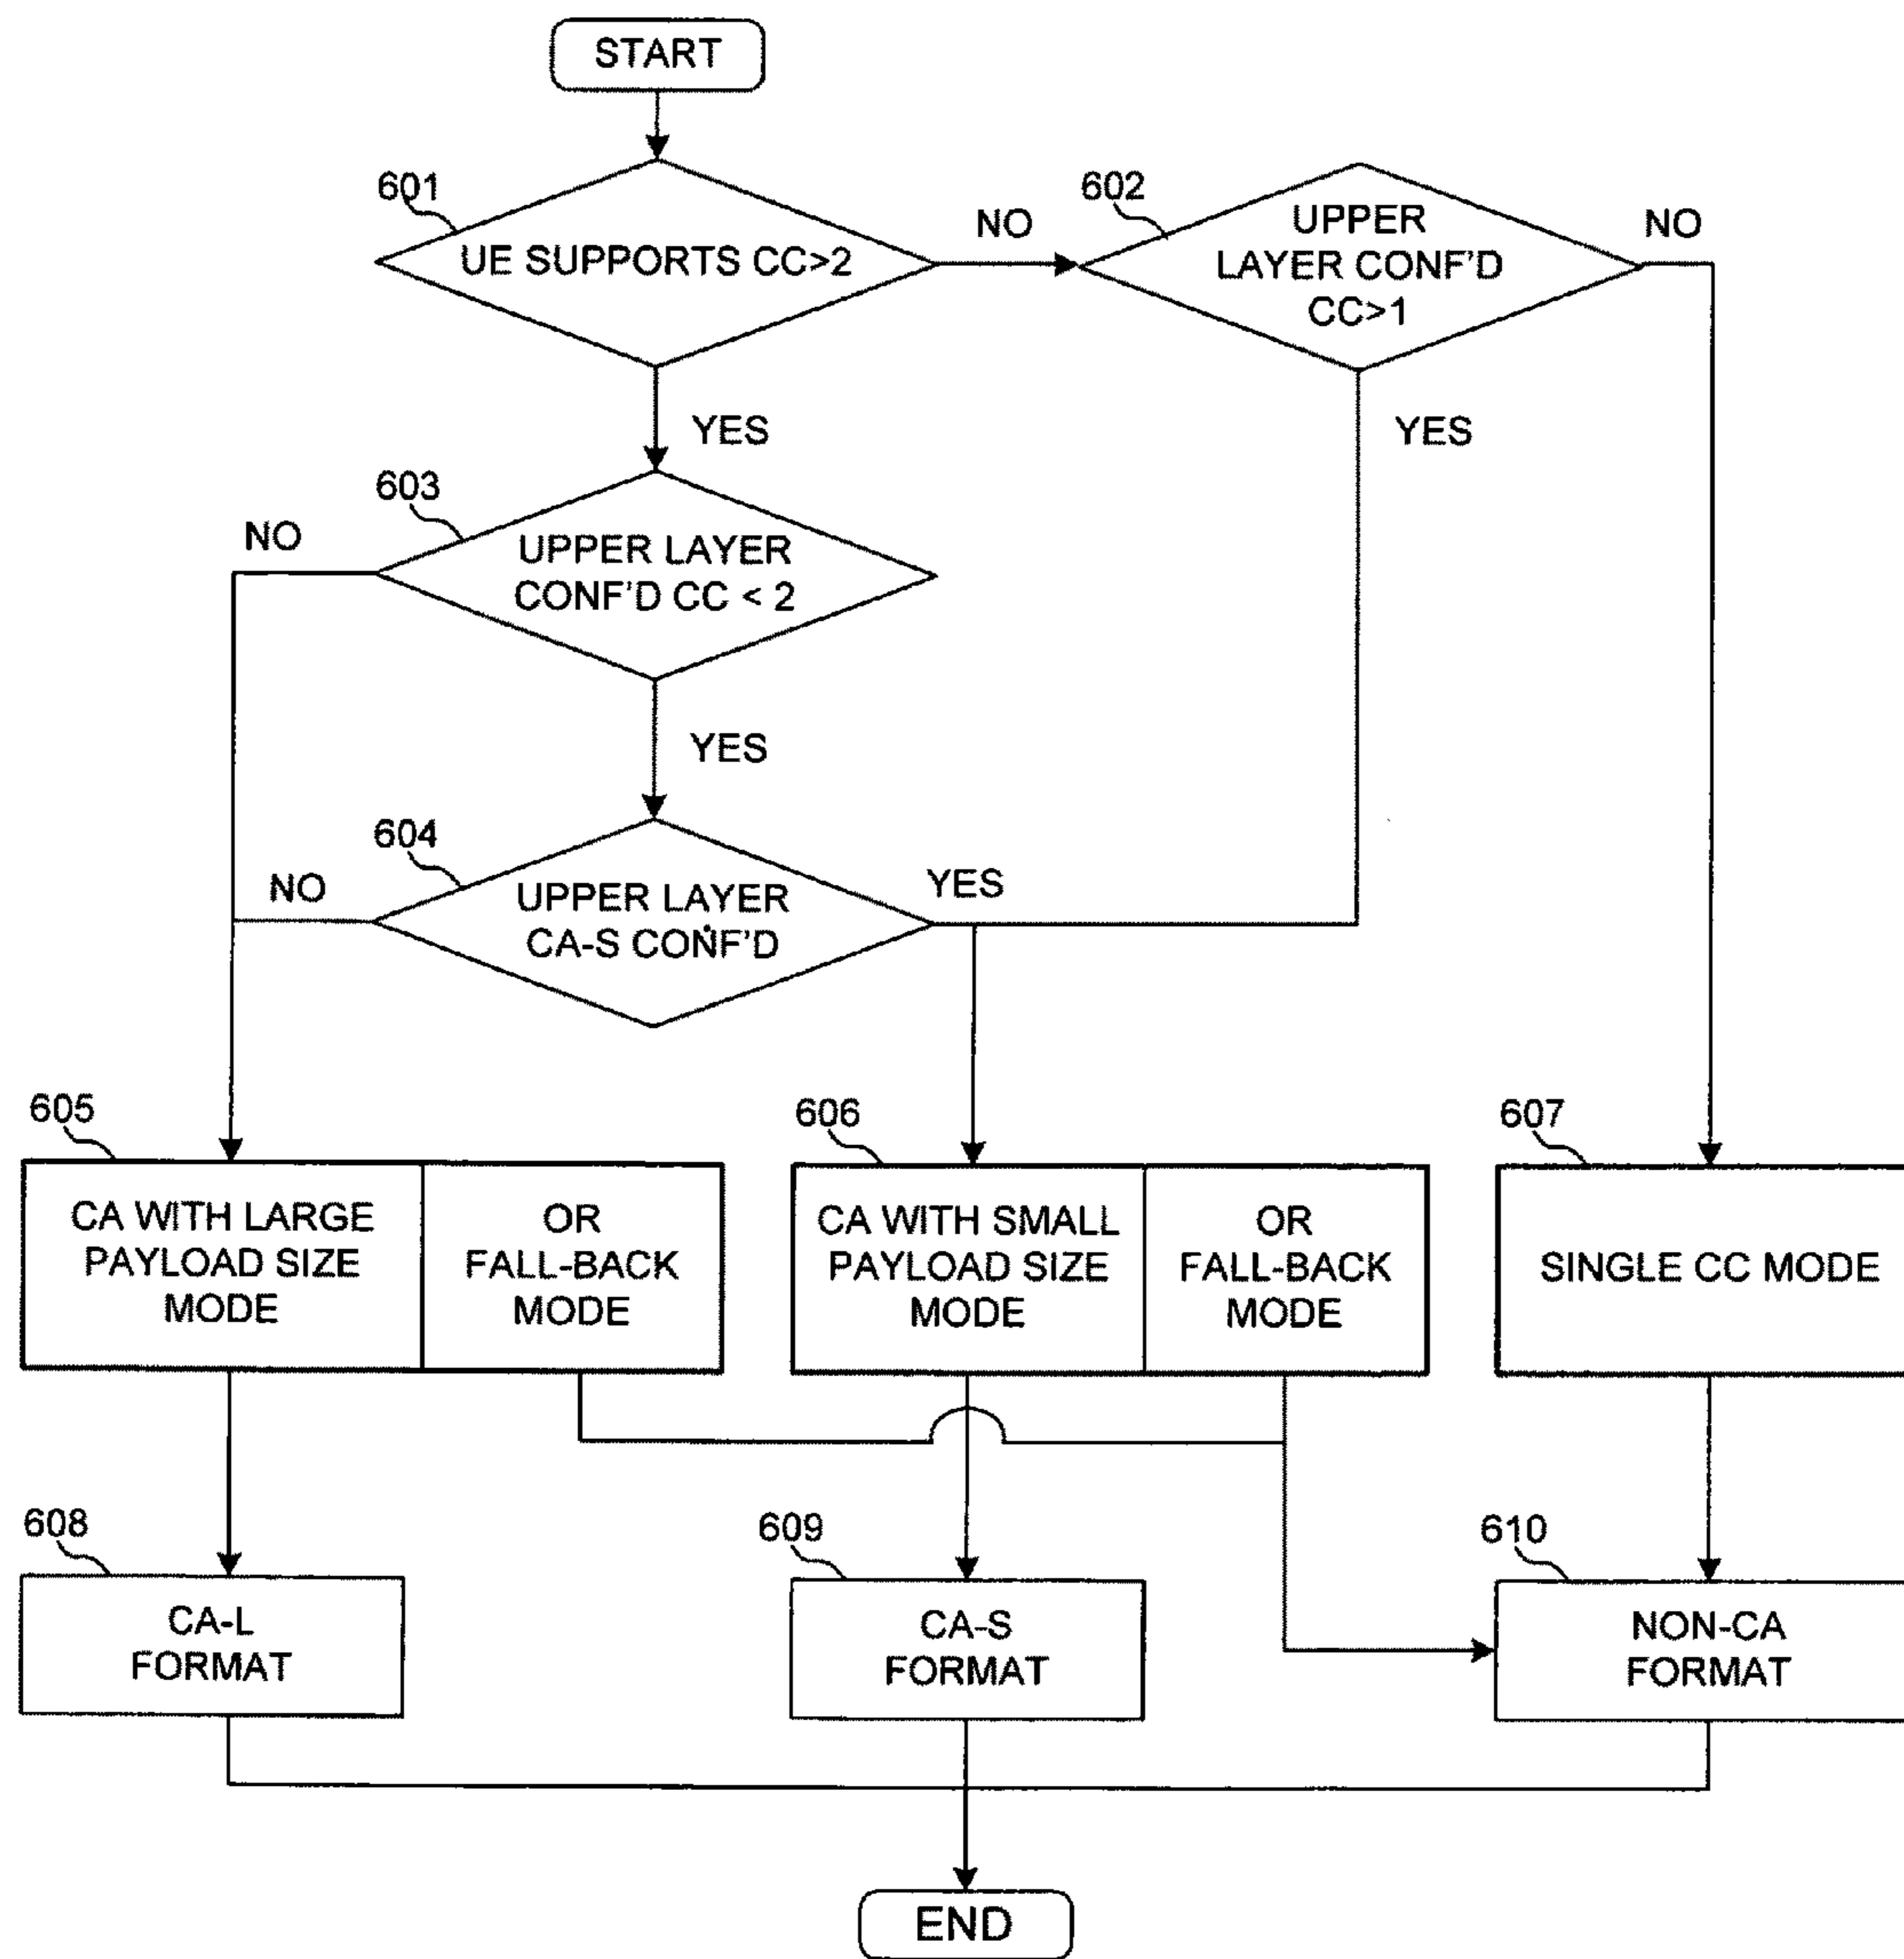 START
601
UE SUPPORTS CC>2
NO
602
UPPER
LAYER CONF'D
CC>1
NO
YES
YES
603
NO
UPPER LAYER
CONF'D CC < 2
YES
604
NO
UPPER LAYER
CA-S CONF'D
YES
605
CA WITH LARGE
PAYLOAD SIZE
MODE
OR
FALL-BACK
MODE
606
CA WITH SMALL
PAYLOAD SIZE
MODE
OR
FALL-BACK
MODE
607
SINGLE CC MODE
608
CA-L
FORMAT
609
CA-S
FORMAT
610
NON-CA
FORMAT
END